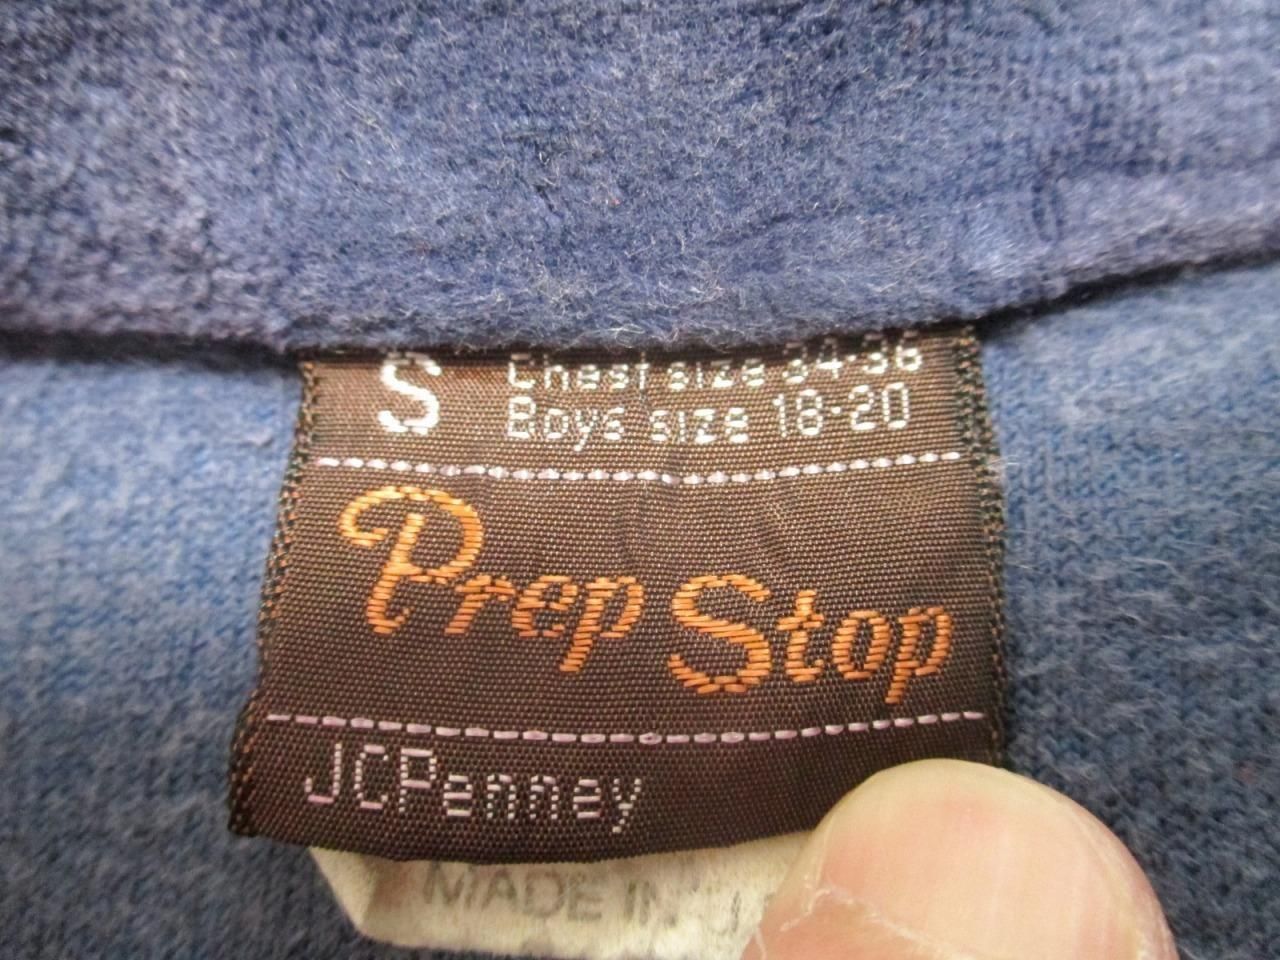 S
Chest size 34-36
Boys size 18-20
Prep Stop
JCPenney
MADE IN